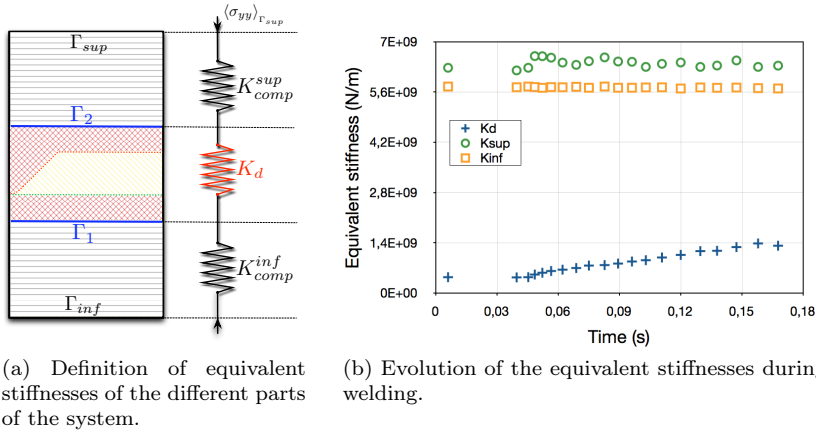 ⟨σyy⟩Γsup
Γsup
K sup comp
Γ2
Kd
Γ1
K inf comp
Γinf
(a) Definition of equivalent
stiffnesses of the different parts
of the system.
Equivalent stiffness (N/m)
7E+09
5,6E+09
4,2E+09
2,8E+09
1,4E+09
0E+00
Kd
Ksup
Kinf
0 0,03 0,06 0,09 0,12 0,15 0,18
Time (s)
(b) Evolution of the equivalent stiffnesses during
welding.